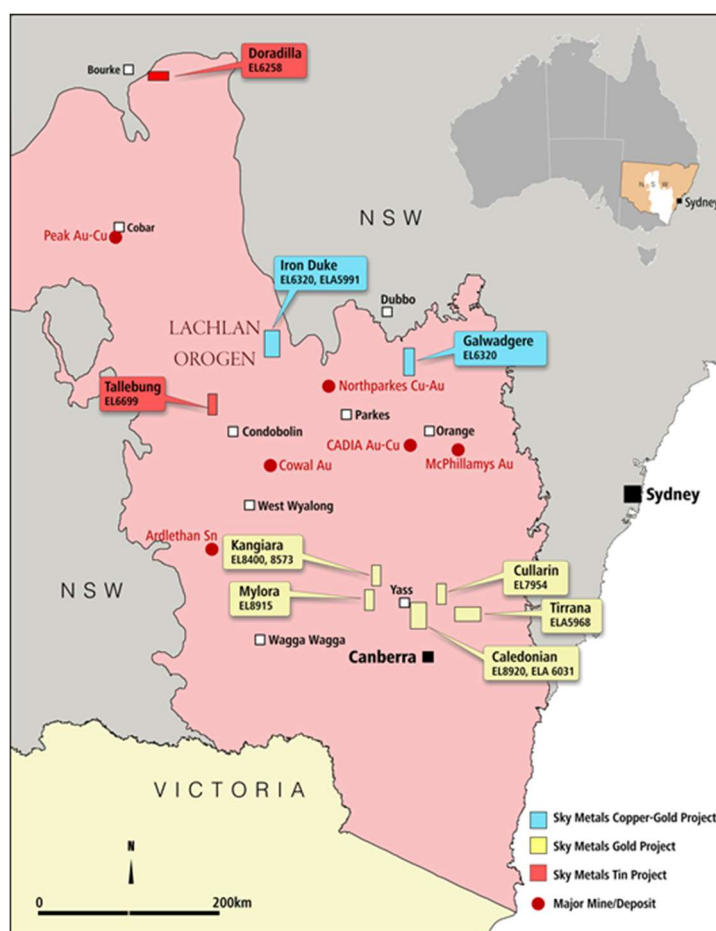 Doradilla
EL6258
Bourke
NSW
Sydney
Cobar
Peak Au-Cu
NSW
Iron Duke
EL6320, ELA5991
Dubbo
LACHLAN
OROGEN
Galwadgere
EL6320
Tallebung
EL6699
Northparkes Cu-Au
Parkes
Condobolin
Orange
CADIA Au-Cu
McPhillamys Au
Cowal Au
Sydney
West Wyalong
Ardlethan Sn
Kangiara
EL8400, 8573
Cullarin
EL7954
Mylora
EL8915
Yass
NSW
Tirrana
ELA5968
Wagga Wagga
Canberra
Caledonian
EL8920, ELA 6031
VICTORIA
Sky Metals Copper-Gold Project
Sky Metals Gold Project
Sky Metals Tin Project
Major Mine/Deposit
N
0 200km